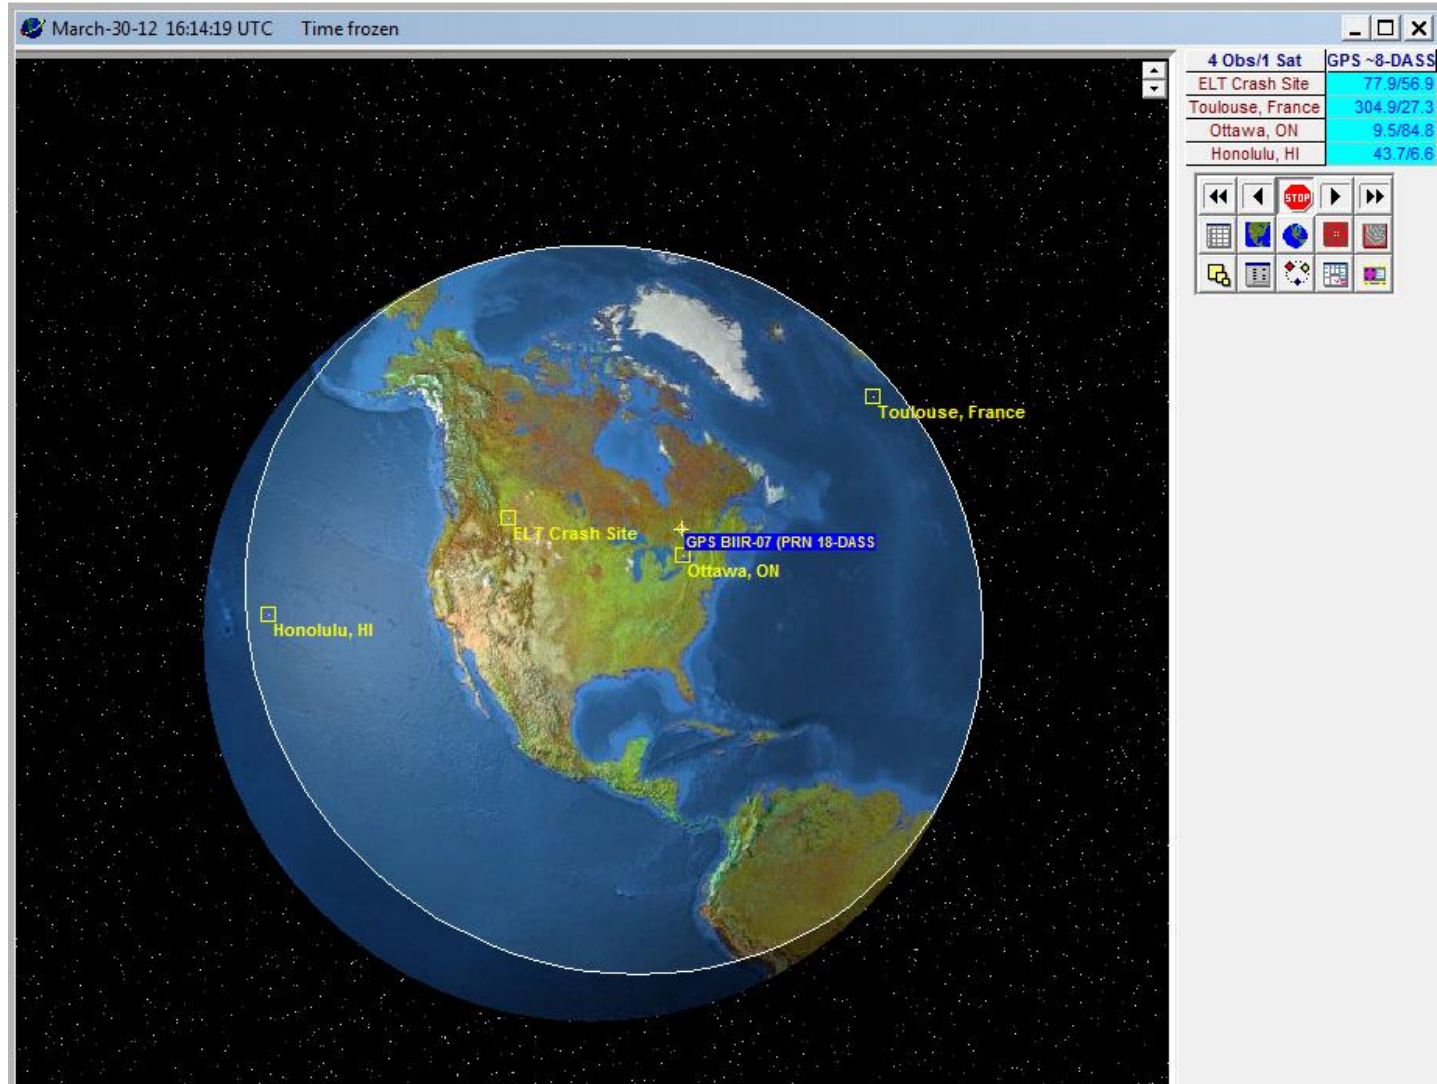 March-30-12 16:14:19 UTC Time frozen
4 Obs/1 Sat GPS ~8-DASS
ELT Crash Site 77.9/56.9
Toulouse, France 304.9/27.3
Ottawa, ON 9.5/84.8
Honolulu, HI 43.7/6.6
STOP
Toulouse, France
ELT Crash Site
GPS BIIR-07 (PRN 18-DASS
Ottawa, ON
Honolulu, HI